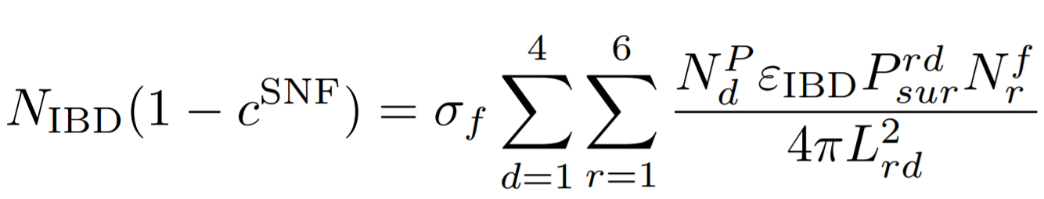 N_{\mathrm{IBD}}(1 - c^{\mathrm{SNF}}) = \sigma_f \sum_{d=1}^{4} \sum_{r=1}^{6} \frac{N_d^P \varepsilon_{\mathrm{IBD}} P_{sur}^{rd} N_r^f}{4\pi L_{rd}^2}